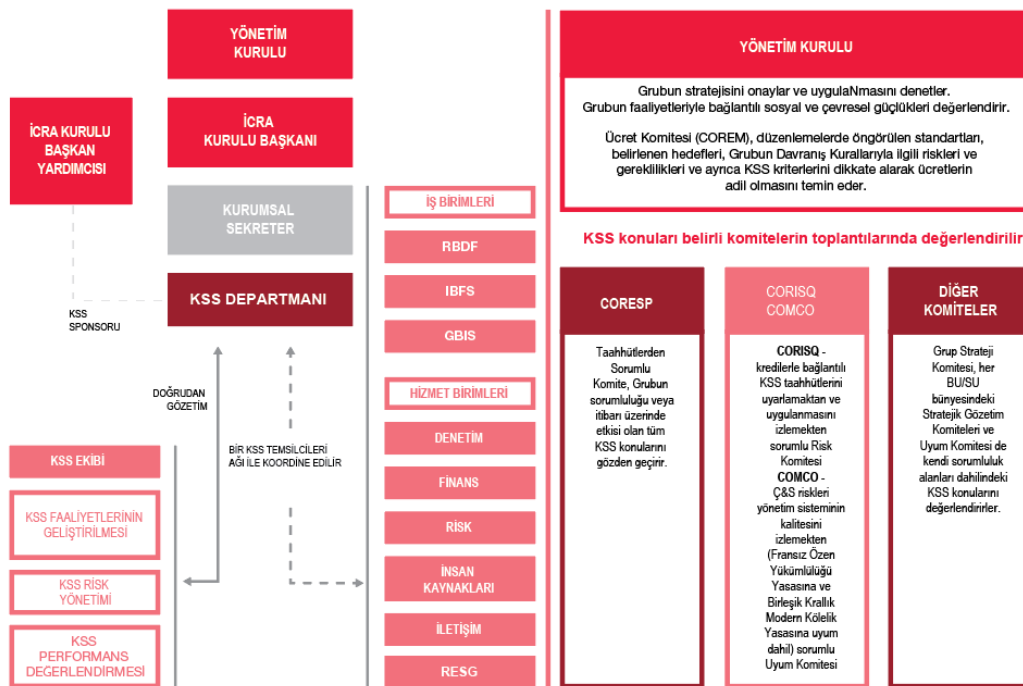 YÖNETİM
KURULU
İCRA KURULU
BAŞKAN
YARDIMCISI
İCRA
KURULU BAŞKANI
KURUMSAL
SEKRETER
KSS DEPARTMANI
KSS
SPONSORU
DOĞRUDAN
GÖZETİM
BİR KSS TEMSİLCİLERİ
AĞI İLE KOORDİNE EDİLİR
KSS EKİBİ
KSS FAALİYETLERİNİN
GELİŞTİRİLMESİ
KSS RİSK
YÖNETİMİ
KSS
PERFORMANS
DEĞERLENDİRMESİ
İŞ BİRİMLERİ
RBDF
IBFS
GBIS
HİZMET BİRİMLERİ
DENETİM
FİNANS
RİSK
İNSAN
KAYNAKLARI
İLETİŞİM
RESG
YÖNETİM KURULU
Grubun stratejisini onaylar ve uygulaNmasını denetler.
Grubun faaliyetleriyle bağlantılı sosyal ve çevresel güçlükleri değerlendirir.
Ücret Komitesi (COREM), düzenlemelerde öngörülen standartları,
belirlenen hedefleri, Grubun Davranış Kurallarıyla ilgili riskleri ve
gereklilikleri ve ayrıca KSS kriterlerini dikkate alarak ücretlerin
adil olmasını temin eder.
KSS konuları belirli komitelerin toplantılarında değerlendirilir
CORESP
Taahhütlerden
Sorumlu
Komite, Grubun
sorumluluğu veya
itibarı üzerinde
etkisi olan tüm
KSS konularını
gözden geçirir.
CORISQ
COMCO
CORISQ -
kredilerle bağlantılı
KSS taahhütlerini
uyarlamaktan ve
uygulanmasını
izlemekten
sorumlu Risk
Komitesi
COMCO -
Ç&S riskleri
yönetim sisteminin
kalitesini
izlemekten
(Fransız Özen
Yükümlülüğü
Yasasına ve
Birleşik Krallık
Modern Kölelik
Yasasına uyum
dahil) sorumlu
Uyum Komitesi
DİĞER
KOMİTELER
Grup Strateji
Komitesi, her
BU/SU
bünyesindeki
Stratejik Gözetim
Komiteleri ve
Uyum Komitesi de
kendi sorumluluk
alanları dahilindeki
KSS konularını
değerlendirirler.